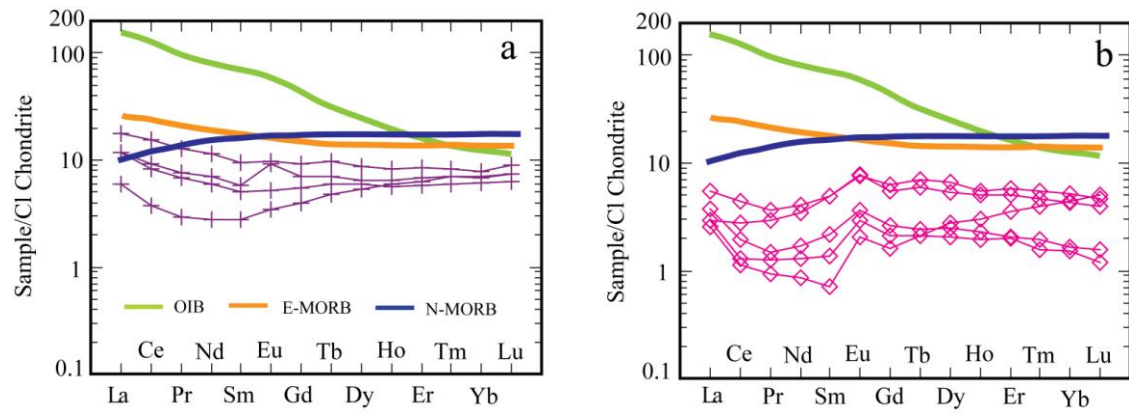 200
100
10
1
0.1
Sample/Cl Chondrite
a
OIB E-MORB N-MORB
Ce Nd Eu Tb Ho Tm Lu
La Pr Sm Gd Dy Er Yb
200
100
10
1
0.1
Sample/Cl Chondrite
b
Ce Nd Eu Tb Ho Tm Lu
La Pr Sm Gd Dy Er Yb